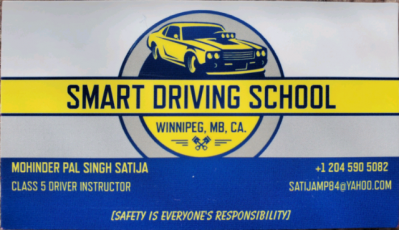 SMART DRIVING SCHOOL
WINNIPEG, MB, CA.
MOHINDER PAL SINGH SATIJA
CLASS 5 DRIVER INSTRUCTOR
+1 204 590 5082
SATIJAMP84@YAHOO.COM
[SAFETY IS EVERYONE'S RESPONSIBILITY]